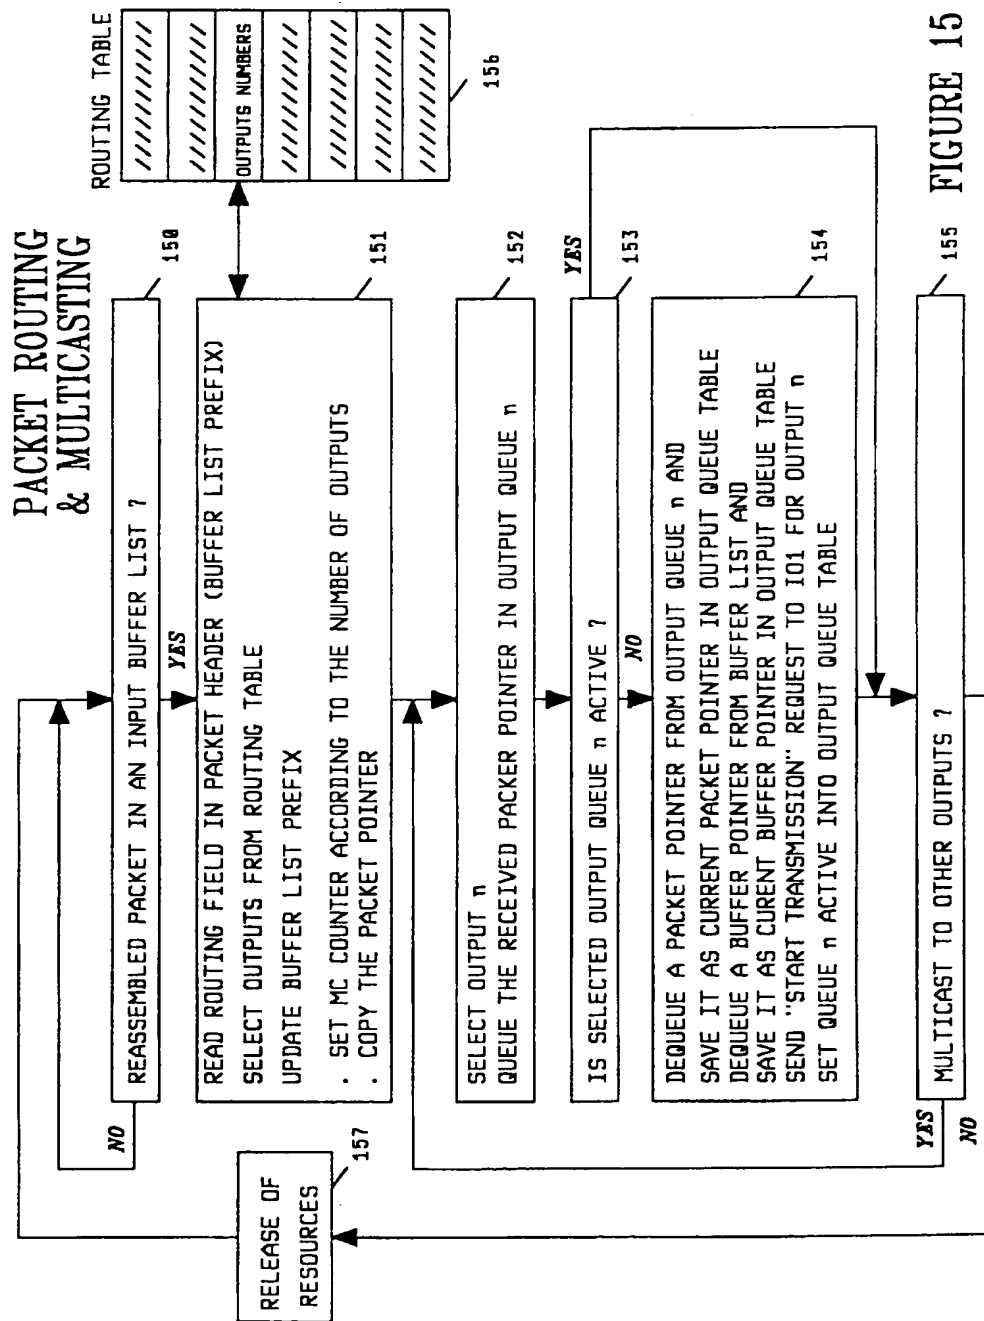 PACKET ROUTING
& MULTICASTING
ROUTING TABLE
//////////
//////////
OUTPUTS NUMBERS
//////////
//////////
//////////
//////////
156
REASSEMBLED PACKET IN AN INPUT BUFFER LIST ?
150
NO
YES
READ ROUTING FIELD IN PACKET HEADER (BUFFER LIST PREFIX)
SELECT OUTPUTS FROM ROUTING TABLE
UPDATE BUFFER LIST PREFIX
. SET MC COUNTER ACCORDING TO THE NUMBER OF OUTPUTS
. COPY THE PACKET POINTER
151
SELECT OUTPUT n
QUEUE THE RECEIVED PACKER POINTER IN OUTPUT QUEUE n
152
IS SELECTED OUTPUT QUEUE n ACTIVE ?
153
YES
NO
DEQUEUE A PACKET POINTER FROM OUTPUT QUEUE n AND
SAVE IT AS CURRENT PACKET POINTER IN OUTPUT QUEUE TABLE
DEQUEUE A BUFFER POINTER FROM BUFFER LIST AND
SAVE IT AS CURENT BUFFER POINTER IN OUTPUT QUEUE TABLE
SEND "START TRANSMISSION" REQUEST TO IO1 FOR OUTPUT n
SET QUEUE n ACTIVE INTO OUTPUT QUEUE TABLE
154
MULTICAST TO OTHER OUTPUTS ?
155
YES
NO
RELEASE OF
RESOURCES
157
FIGURE 15